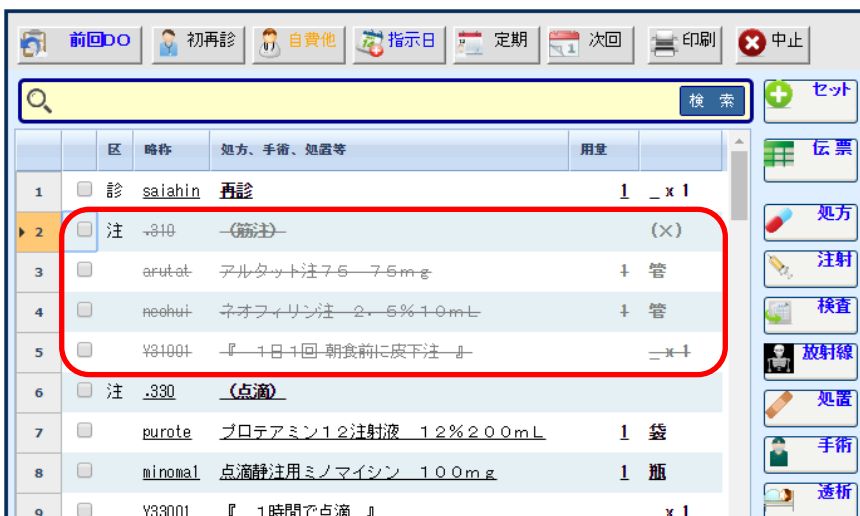 前回DO 初再診 自費他 指示日 定期 次回 印刷 中止
検 索
セット
区 略称 処方、手術、処置等 用量
伝票
1 診 saiahin 再診 1 _ x 1
2 注 .310 （筋注） (×)
処方
3 arutat アルタット注７５ ７５ｍｇ 1 管
注射
4 neohui ネオフィリン注 ２．５％１０ｍＬ 1 管
検査
5 Y31001 『 １日１回 朝食前に皮下注 』 _ x 1
放射線
6 注 .330 （点滴）
処置
7 purote プロテアミン１２注射液 １２％２００ｍＬ 1 袋
手術
8 minomal 点滴静注用ミノマイシン １００ｍｇ 1 瓶
透析
9 Y33001 『 １時間で点滴 』 x 1